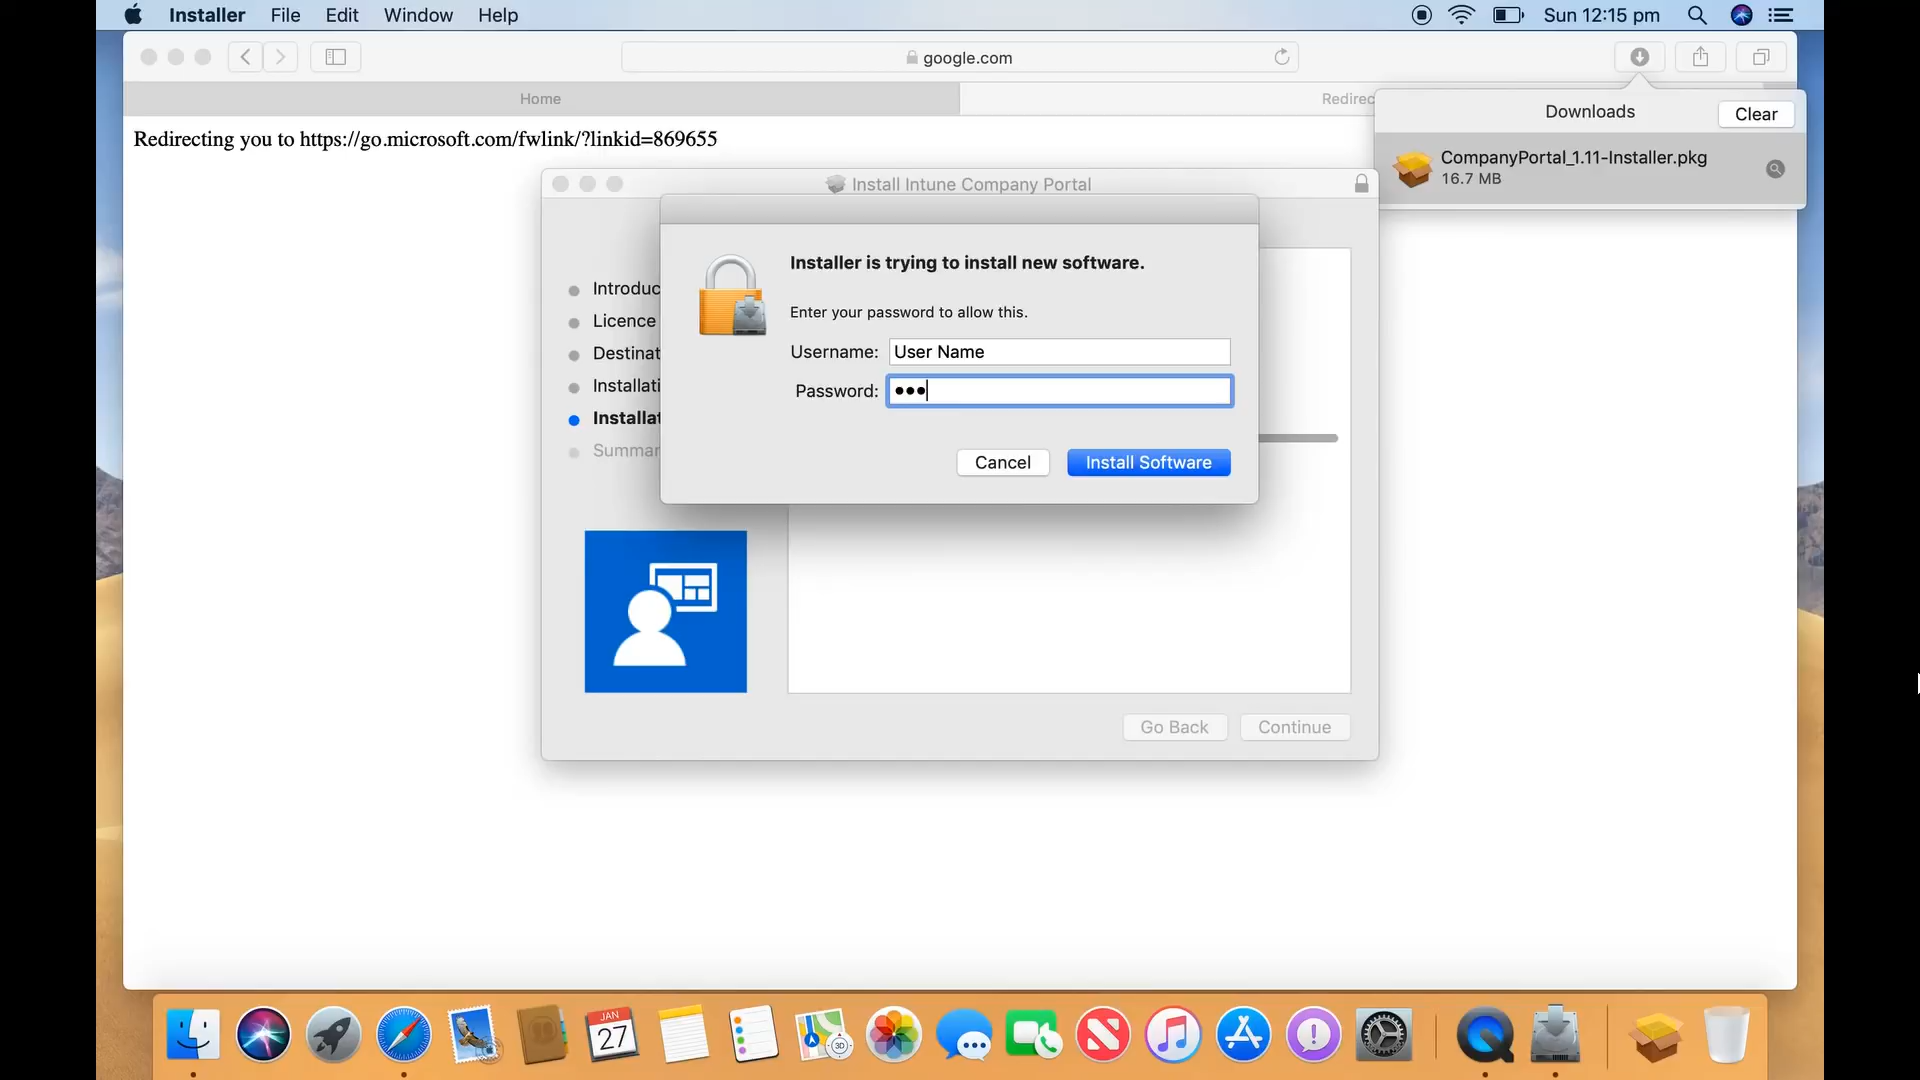 Installer File Edit Window Help Sun 12:15 pm
google.com
Home Redirec
Downloads Clear
Redirecting you to https://go.microsoft.com/fwlink/?linkid=869655
CompanyPortal_1.11-Installer.pkg
16.7 MB
Install Intune Company Portal
Installer is trying to install new software.
Introduc
Enter your password to allow this.
Licence
Username: User Name
Destinat
Installati
Password:
Installat
Summar
Cancel Install Software
Go Back Continue
JAN
27
3D